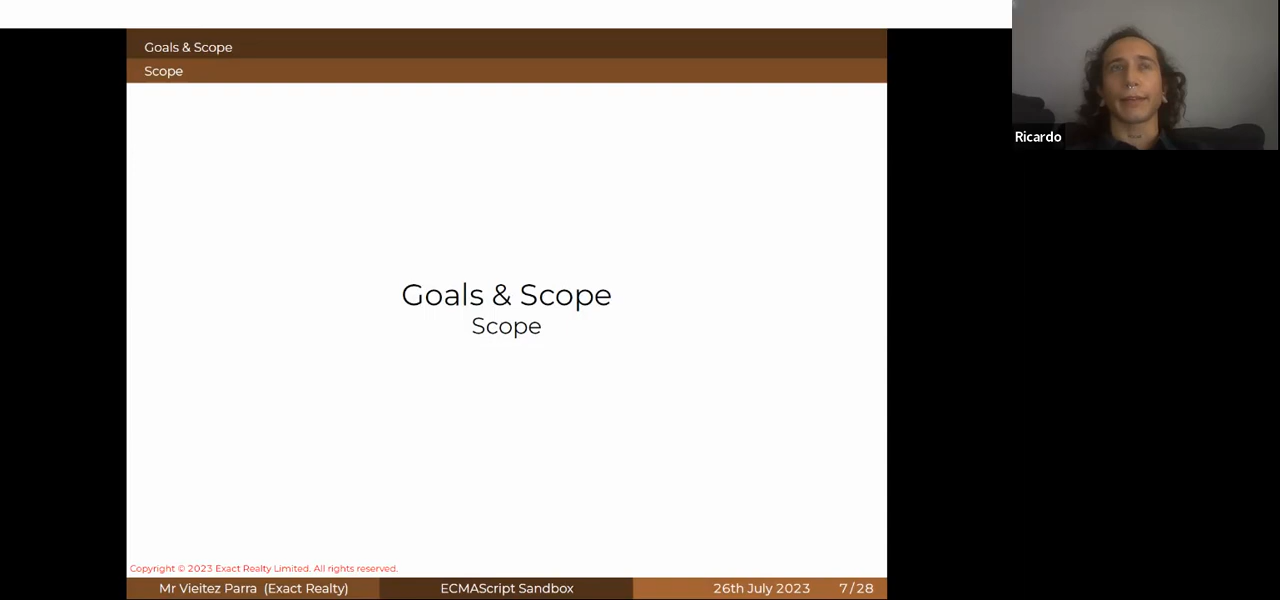 Goals & Scope
Scope
Ricardo
Goals & Scope
Scope
Copyright © 2023 Exact Realty Limited. All rights reserved.
Mr Vieitez Parra (Exact Realty) ECMAScript Sandbox 26th July 2023 7/28